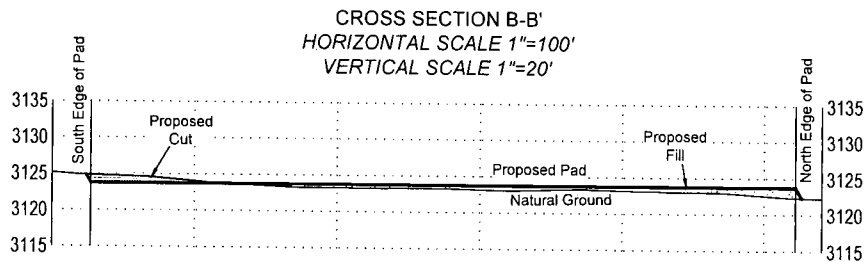 CROSS SECTION B-B'
HORIZONTAL SCALE 1"=100'
VERTICAL SCALE 1"=20'
South Edge of Pad
North Edge of Pad
3135
3130
3125
3120
3115
Proposed
Cut
Proposed Pad
Natural Ground
Proposed
Fill
3135
3130
3125
3120
3115